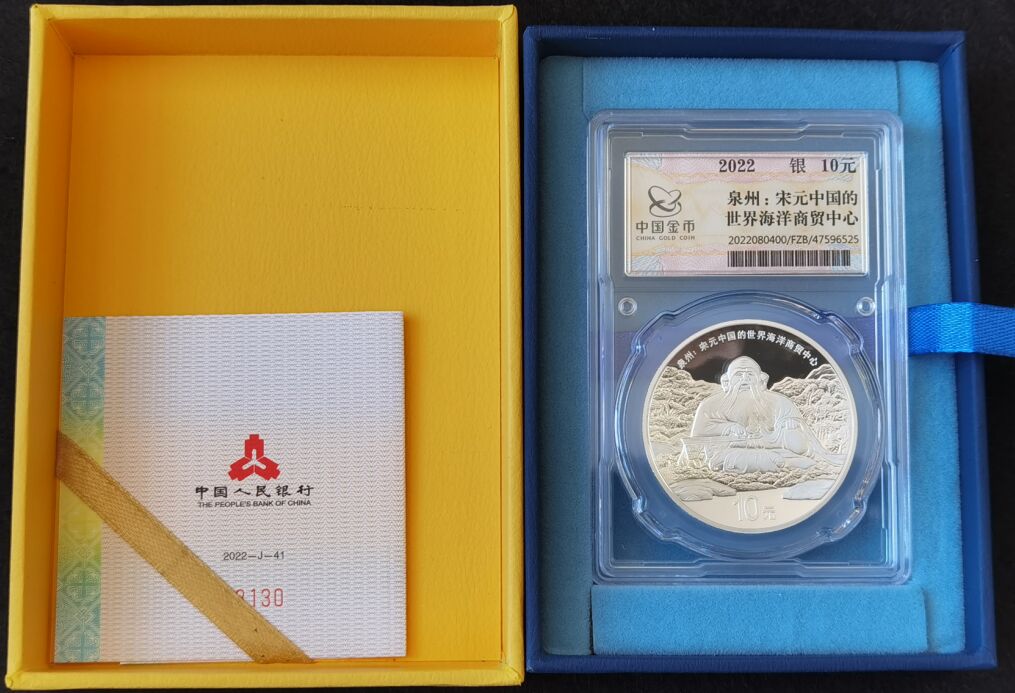 中国人民银行
THE PEOPLE'S BANK OF CHINA
2022-J-41
3130
2022 银 10元
中国金币
CHINA GOLD COIN
泉州：宋元中国的
世界海洋商贸中心
2022080400/FZB/47596525
泉州：宋元中国的世界海洋商贸中心
10元